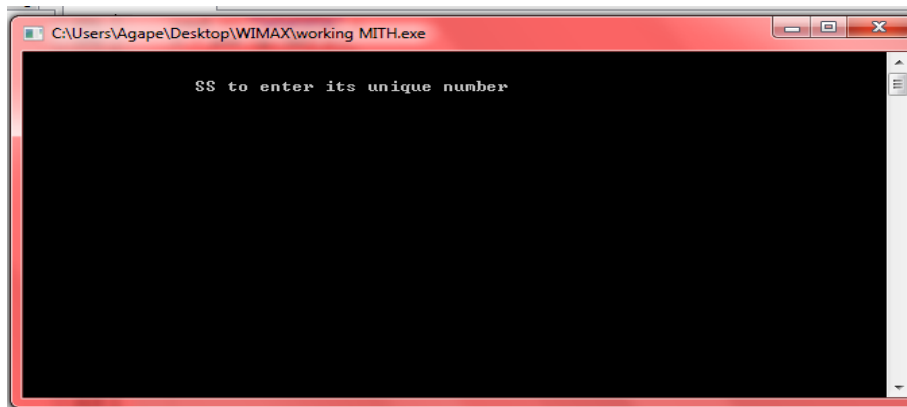 C:\Users\Agape\Desktop\WIMAX\working MITH.exe
SS to enter its unique number